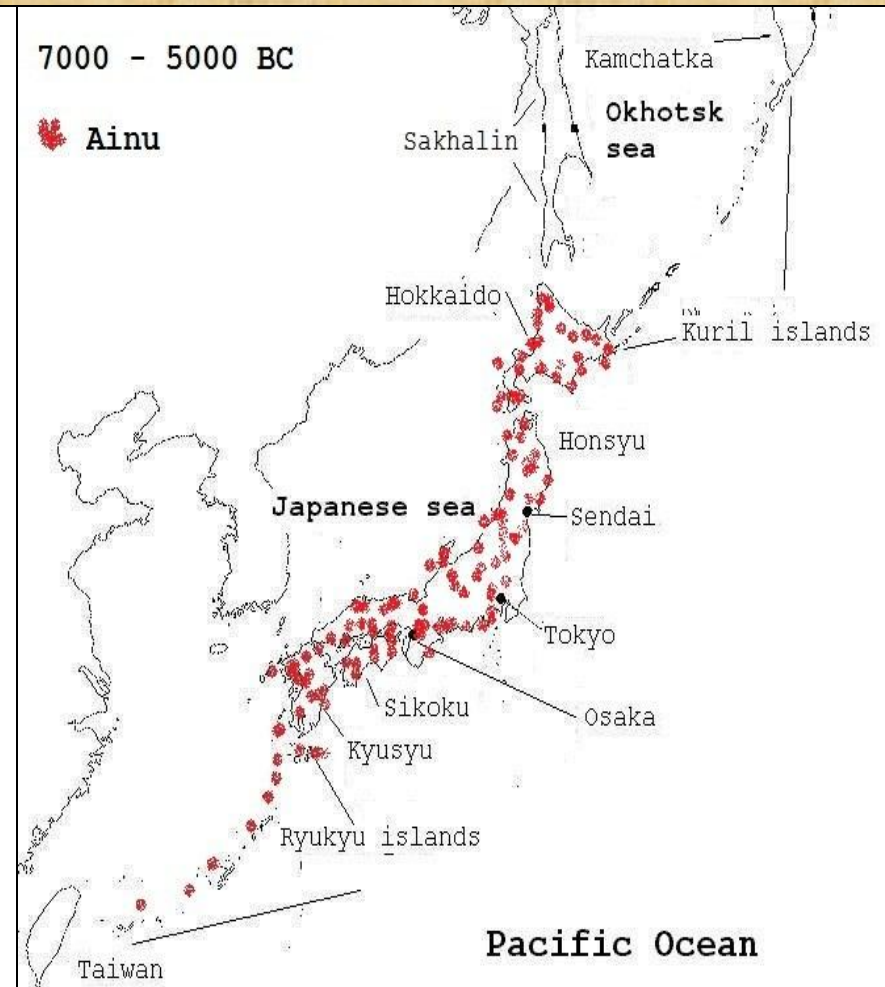 7000 - 5000 BC
Ainu
Kamchatka
Okhotsk
sea
Sakhalin
Hokkaido
Kuril islands
Honsyu
Japanese sea
Sendai
Tokyo
Sikoku
Osaka
Kyusyu
Ryukyu islands
Pacific Ocean
Taiwan